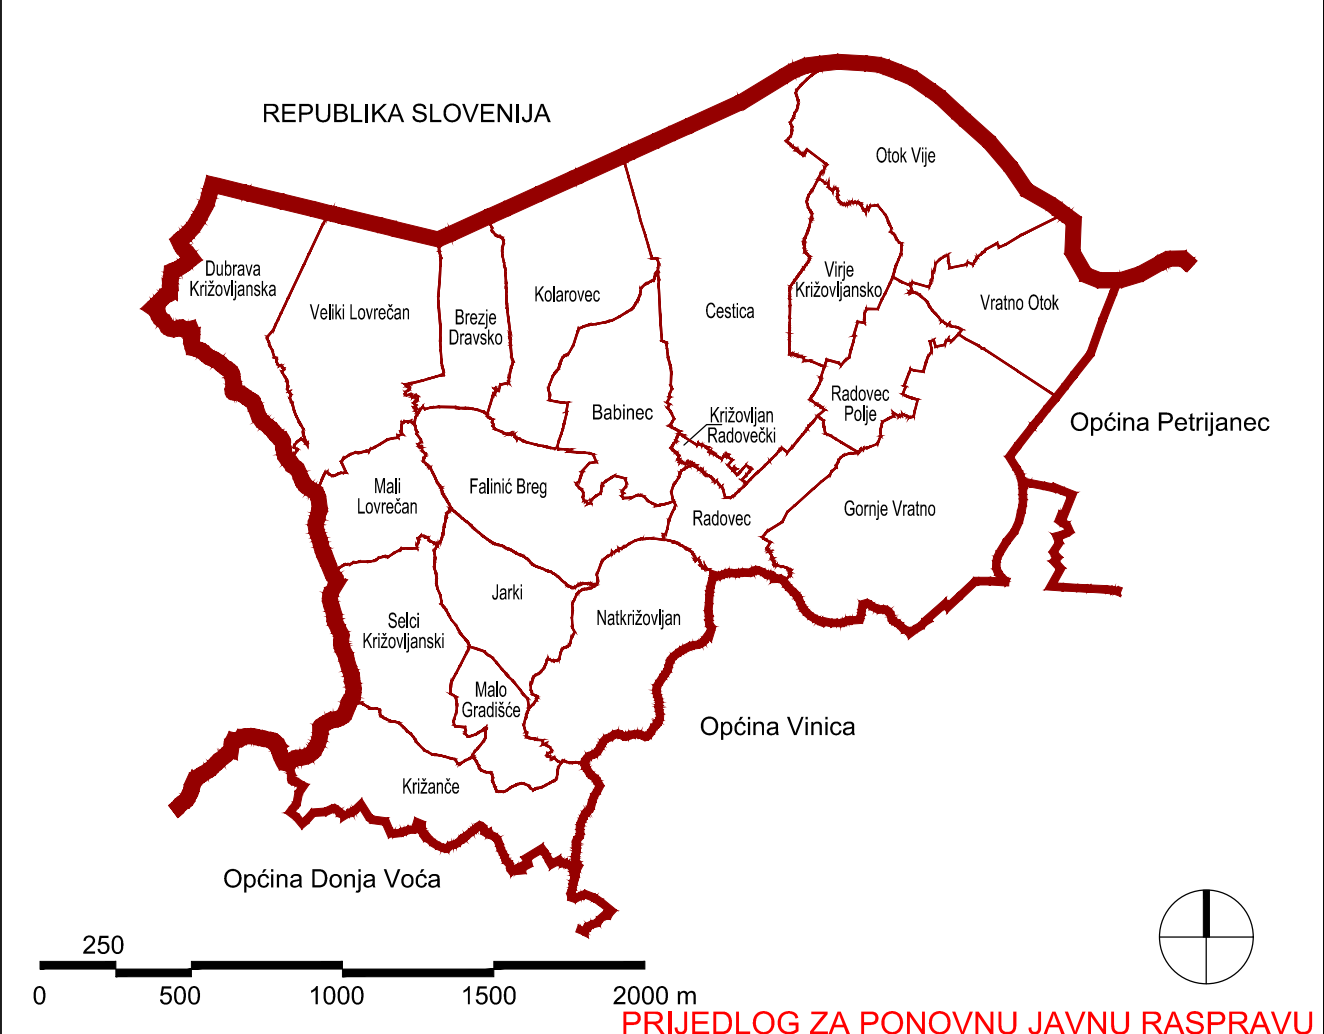 REPUBLIKA SLOVENIJA
Otok Vije
Dubrava
Križovljanska
Veliki Lovrečan
Brezje
Dravsko
Kolarovec
Cestica
Virje
Križovljansko
Vratno Otok
Babinec
Križovljan
Radovečki
Radovec
Polje
Općina Petrijanec
Mali
Lovrečan
Falinić Breg
Radovec
Gornje Vratno
Jarki
Natkrižovljan
Selci
Križovljanski
Malo
Gradišće
Općina Vinica
Križanče
Općina Donja Voća
250
0 500 1000 1500 2000 m
PRIJEDLOG ZA PONOVNU JAVNU RASPRAVU